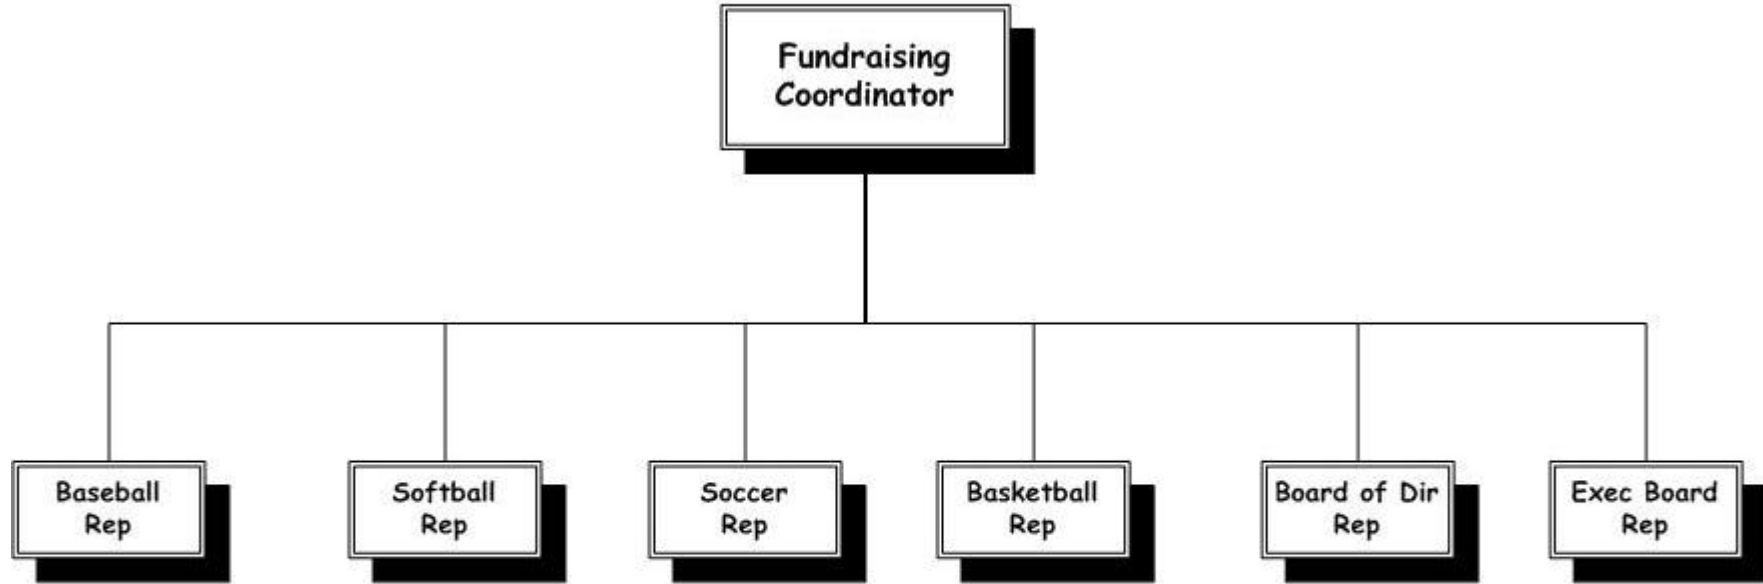 Fundraising
Coordinator
Baseball
Rep
Softball
Rep
Soccer
Rep
Basketball
Rep
Board of Dir
Rep
Exec Board
Rep